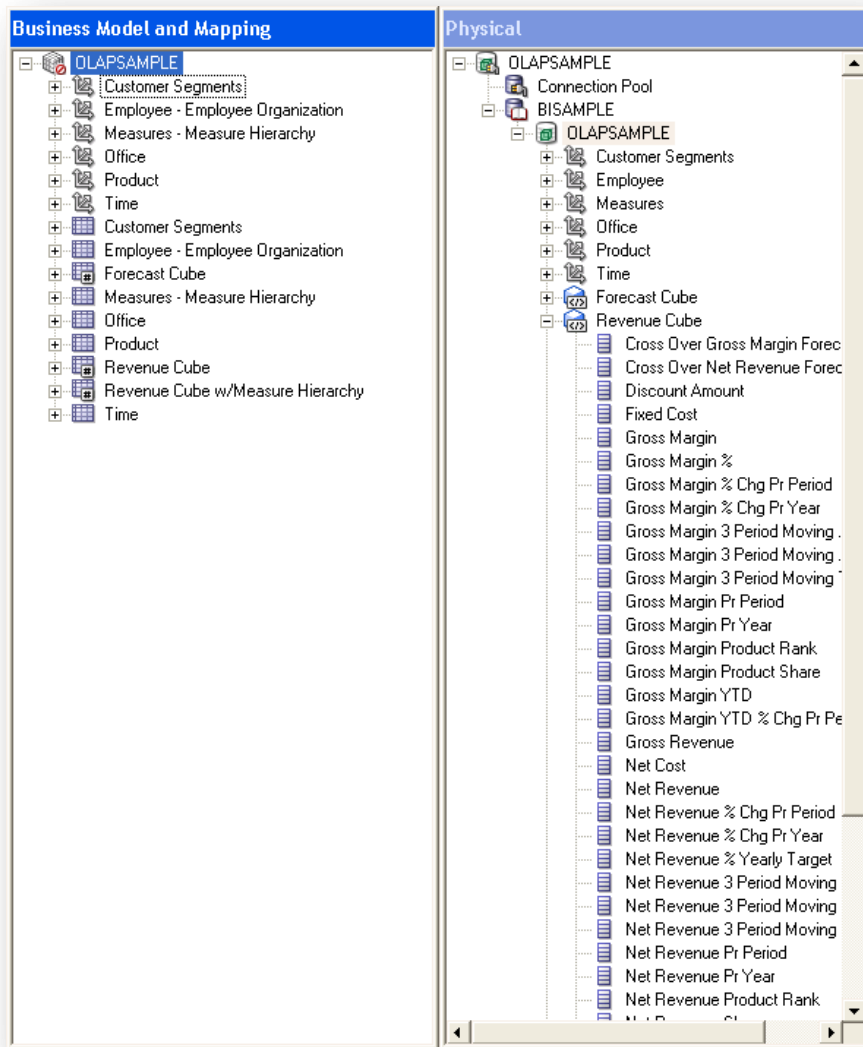 Business Model and Mapping
OLAPSAMPLE
Customer Segments
Employee - Employee Organization
Measures - Measure Hierarchy
Office
Product
Time
Customer Segments
Employee - Employee Organization
Forecast Cube
Measures - Measure Hierarchy
Office
Product
Revenue Cube
Revenue Cube w/Measure Hierarchy
Time
Physical
OLAPSAMPLE
Connection Pool
BISAMPLE
OLAPSAMPLE
Customer Segments
Employee
Measures
Office
Product
Time
Forecast Cube
Revenue Cube
Cross Over Gross Margin Forec
Cross Over Net Revenue Forec
Discount Amount
Fixed Cost
Gross Margin
Gross Margin %
Gross Margin % Chg Pr Period
Gross Margin % Chg Pr Year
Gross Margin 3 Period Moving
Gross Margin 3 Period Moving
Gross Margin 3 Period Moving
Gross Margin Pr Period
Gross Margin Pr Year
Gross Margin Product Rank
Gross Margin Product Share
Gross Margin YTD
Gross Margin YTD % Chg Pr Pe
Gross Revenue
Net Cost
Net Revenue
Net Revenue % Chg Pr Period
Net Revenue % Chg Pr Year
Net Revenue % Yearly Target
Net Revenue 3 Period Moving
Net Revenue 3 Period Moving
Net Revenue 3 Period Moving
Net Revenue Pr Period
Net Revenue Pr Year
Net Revenue Product Rank